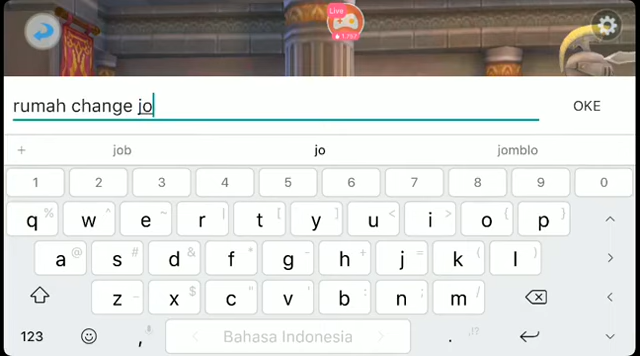 Live
rumah change jo
OKE
+ job jo jomblo
1 2 3 4 5 6 7 8 9 0
q % w ^ e ~ r | t [ y ] u < i > o { p }
a @ s # d & f * g - h + j = k ( l )
z _ x $ c " v ' b : n ; m /
123 , < Bahasa Indonesia > . ,!?